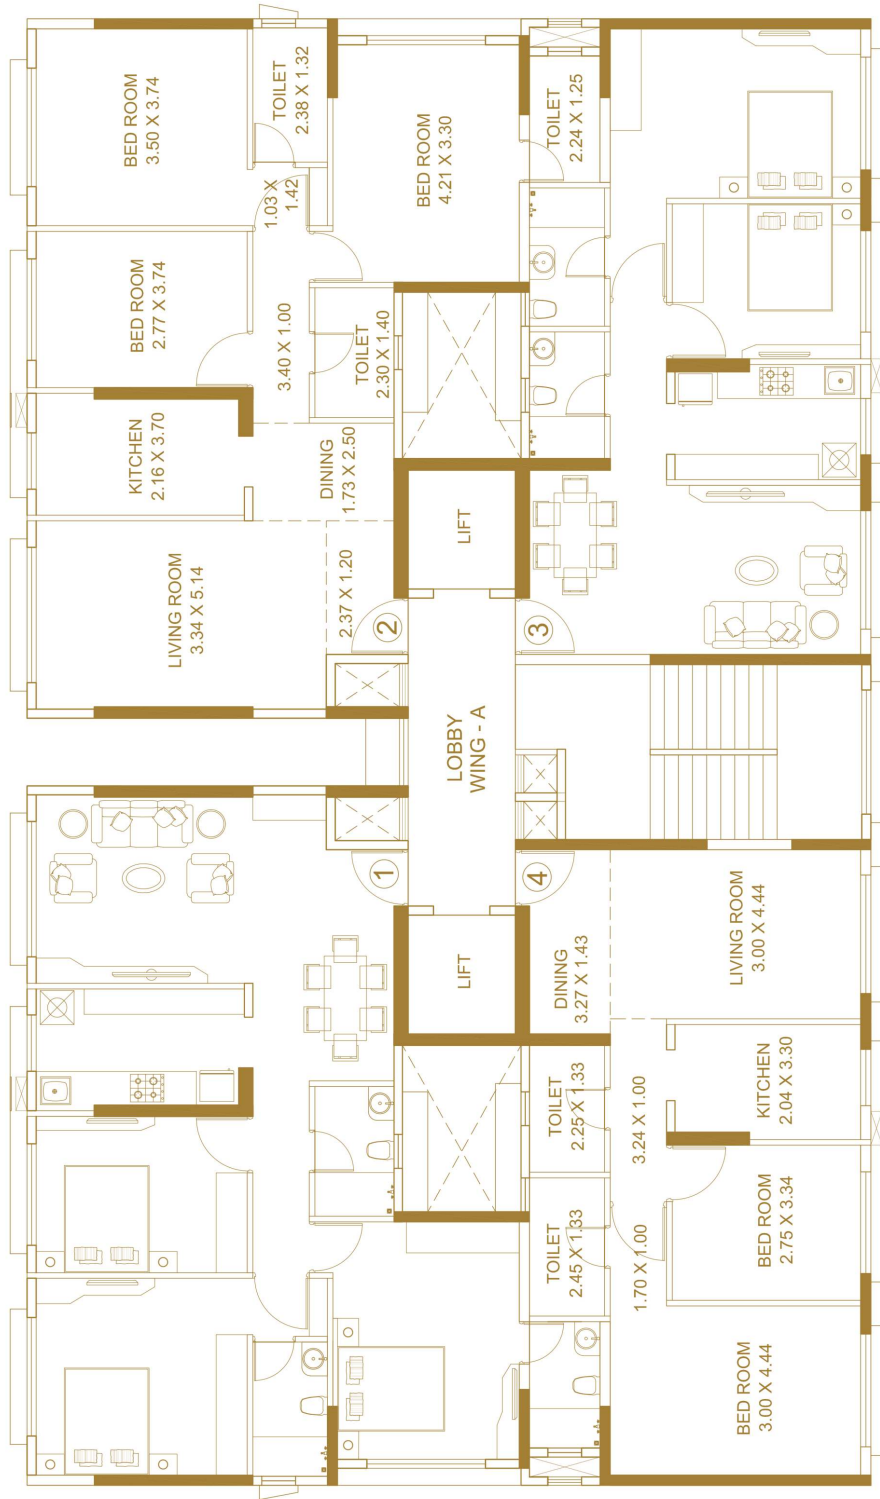 BED ROOM
3.50 X 3.74
TOILET
2.38 X 1.32
1.03 X
1.42
BED ROOM
4.21 X 3.30
TOILET
2.24 X 1.25
BED ROOM
2.77 X 3.74
3.40 X 1.00
TOILET
2.30 X 1.40
KITCHEN
2.16 X 3.70
DINING
1.73 X 2.50
LIFT
LIVING ROOM
3.34 X 5.14
2.37 X 1.20
2
3
LOBBY
WING - A
1
4
LIFT
DINING
3.27 X 1.43
LIVING ROOM
3.00 X 4.44
TOILET
2.25 X 1.33
3.24 X 1.00
KITCHEN
2.04 X 3.30
TOILET
2.45 X 1.33
1.70 X 1.00
BED ROOM
2.75 X 3.34
BED ROOM
3.00 X 4.44